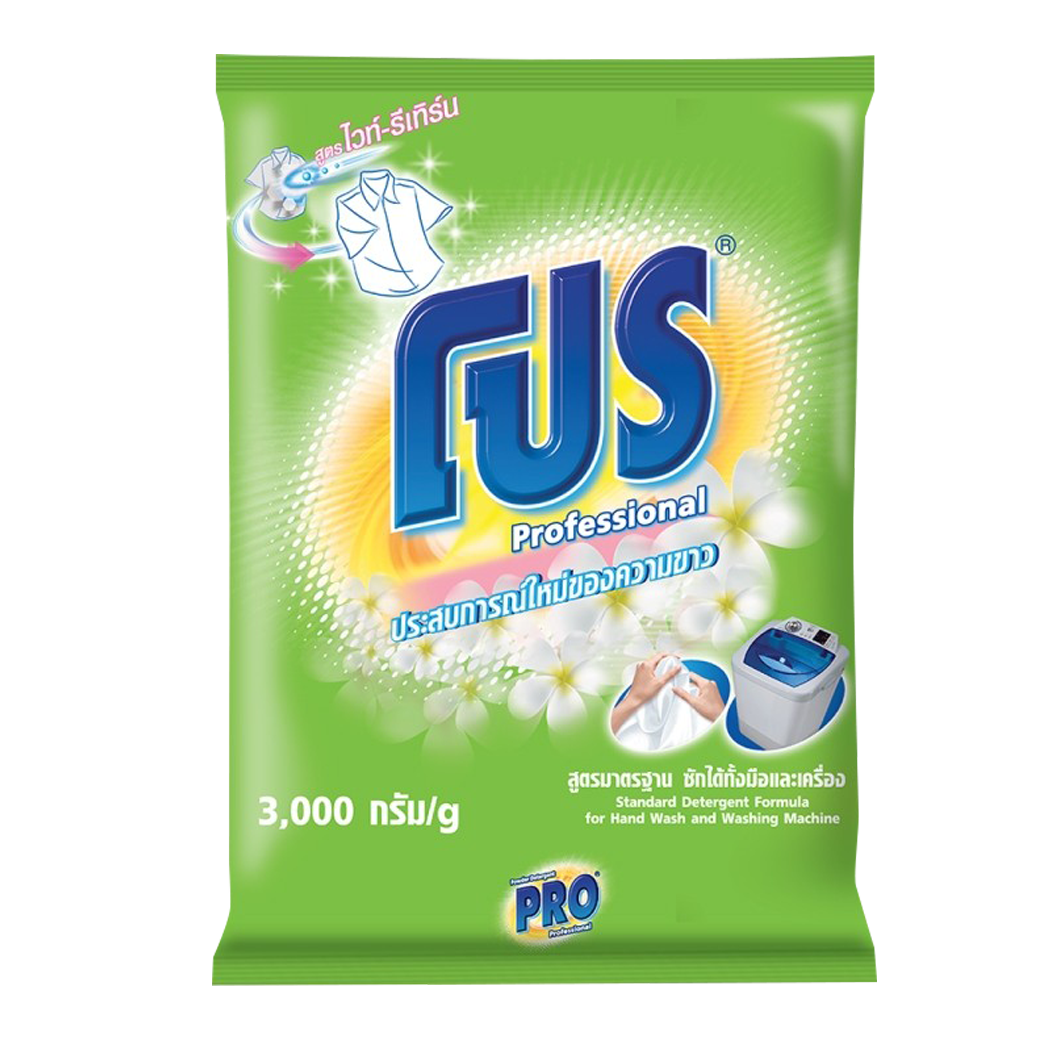 สูตรไวท์-รีเทิร์น
โปร®
Professional
ประสบการณ์ใหม่ของความขาว
สูตรมาตรฐาน ซักได้ทั้งมือและเครื่อง
Standard Detergent Formula
for Hand Wash and Washing Machine
3,000 กรัม/g
Powder Detergent
PRO®
Professional